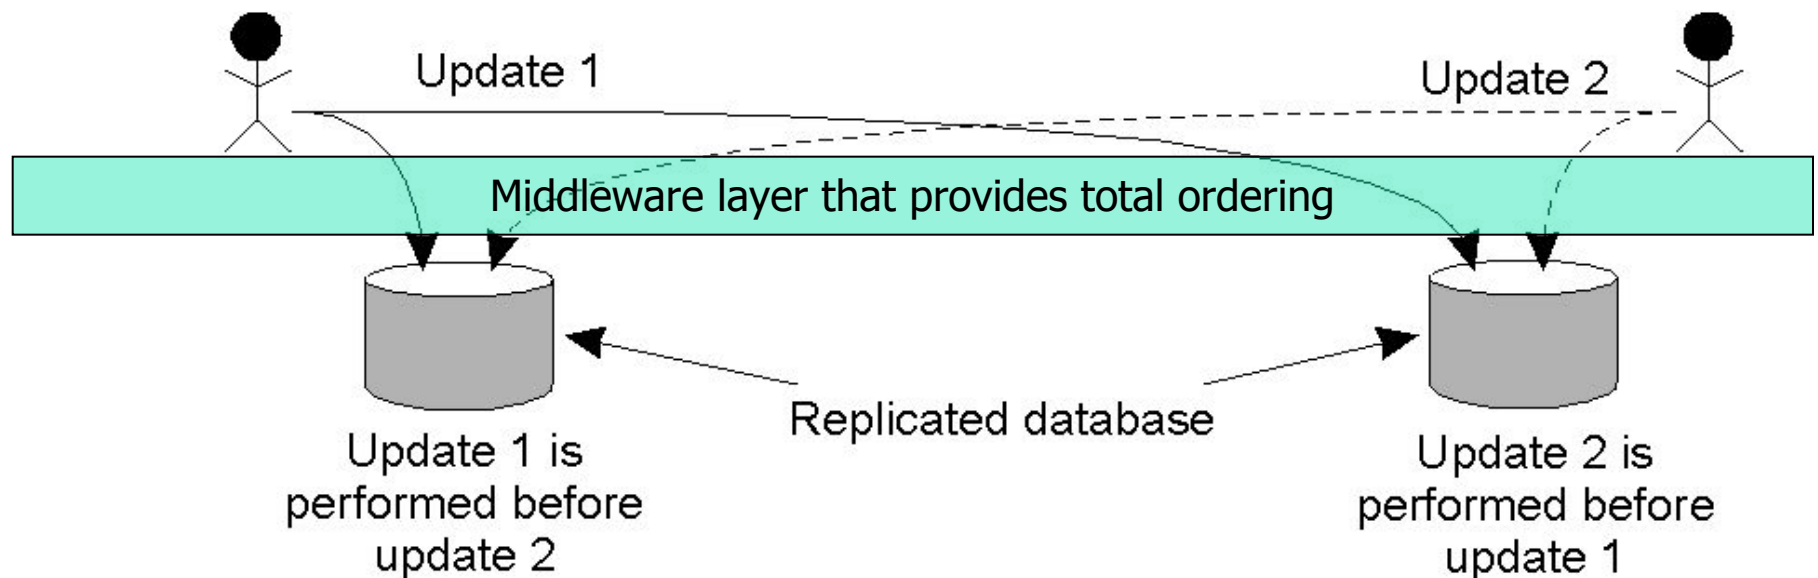 Update 1
Update 2
Middleware layer that provides total ordering
Replicated database
Update 1 is
performed before
update 2
Update 2 is
performed before
update 1